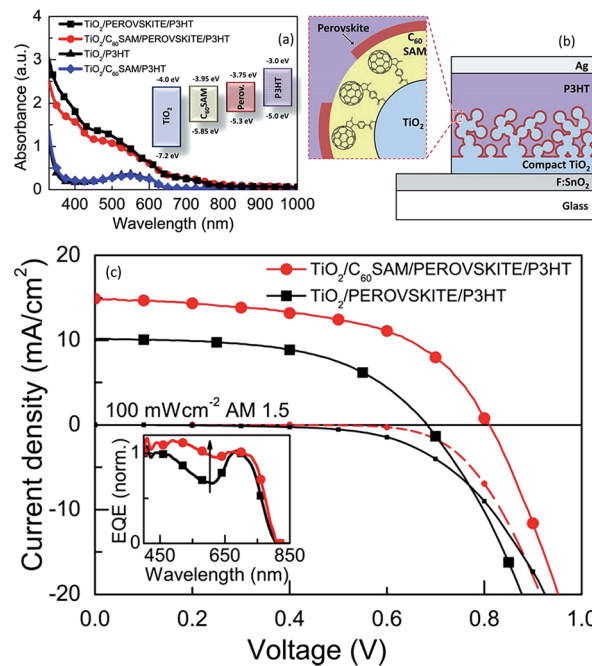 TiO2/PEROVSKITE/P3HT
TiO2/C60SAM/PEROVSKITE/P3HT
TiO2/P3HT
TiO2/C60SAM/P3HT
(a)
Absorbance (a.u.)
3
2
1
0
400 500 600 700 800 900 1000
Wavelength (nm)
-4.0 eV
-3.95 eV
-3.75 eV
-3.0 eV
TiO2
C60SAM
Perov.
P3HT
-7.2 eV
-5.85 eV
-5.3 eV
-5.0 eV
Perovskite
C60
SAM
TiO2
(b)
Ag
P3HT
Compact TiO2
F:SnO2
Glass
(c)
TiO2/C60SAM/PEROVSKITE/P3HT
TiO2/PEROVSKITE/P3HT
Current density (mA/cm2)
20
10
0
-10
-20
100 mWcm-2 AM 1.5
EQE (norm.)
1
0
450 650 850
Wavelength (nm)
0.0 0.2 0.4 0.6 0.8 1.0
Voltage (V)